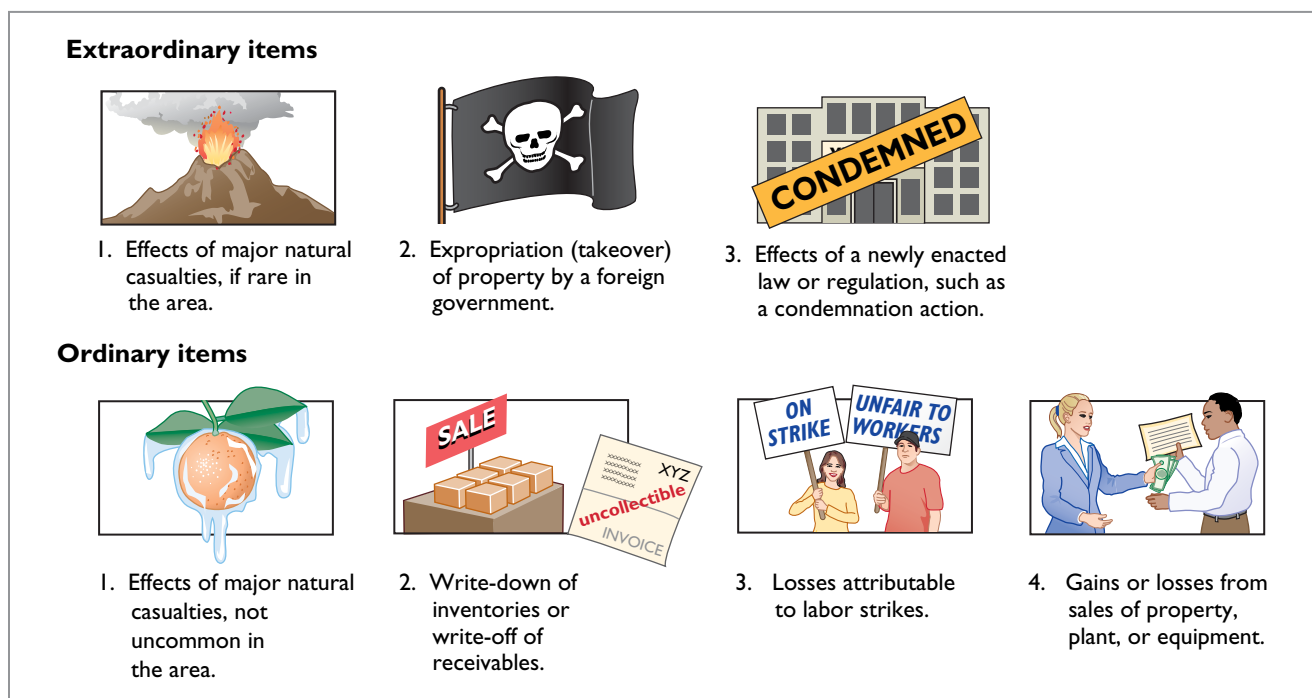 Extraordinary items
CONDEMNED
1. Effects of major natural
casualties, if rare in
the area.
2. Expropriation (takeover)
of property by a foreign
government.
3. Effects of a newly enacted
law or regulation, such as
a condemnation action.
Ordinary items
SALE
XYZ
uncollectible
INVOICE
ON
STRIKE
UNFAIR TO
WORKERS
1. Effects of major natural
casualties, not
uncommon in
the area.
2. Write-down of
inventories or
write-off of
receivables.
3. Losses attributable
to labor strikes.
4. Gains or losses from
sales of property,
plant, or equipment.